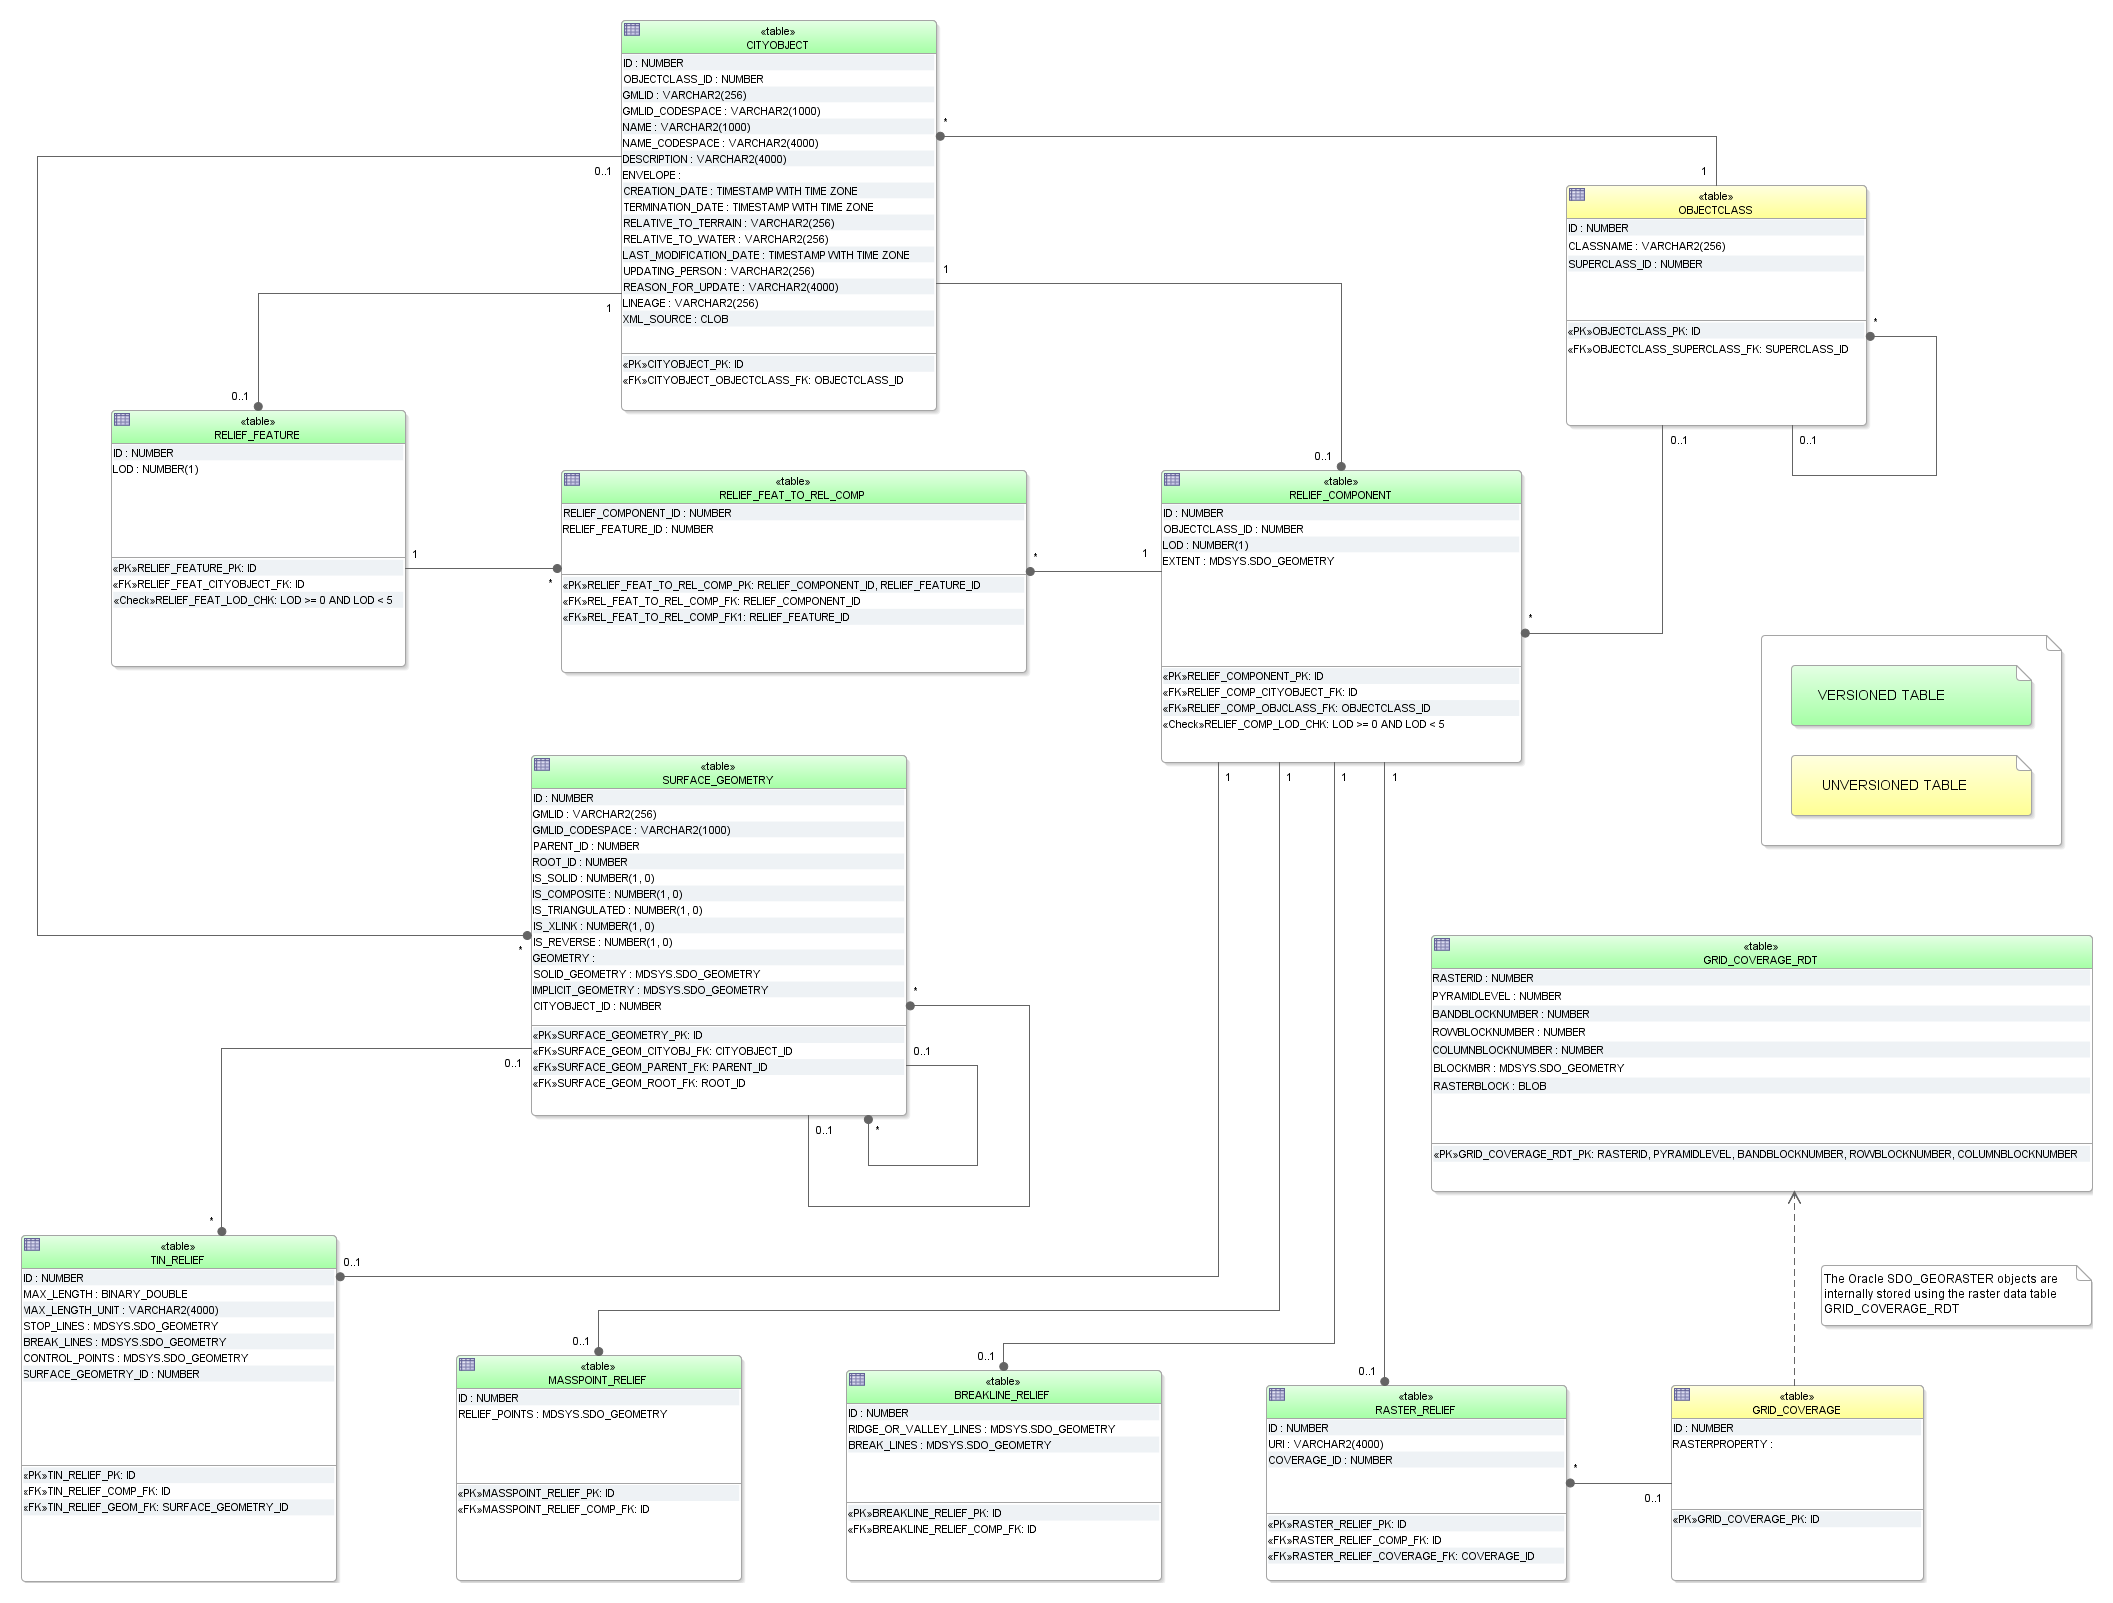 «table»
CITYOBJECT
ID : NUMBER
OBJECTCLASS_ID : NUMBER
GMLID : VARCHAR2(256)
GMLID_CODESPACE : VARCHAR2(1000)
NAME : VARCHAR2(1000)
NAME_CODESPACE : VARCHAR2(4000)
DESCRIPTION : VARCHAR2(4000)
ENVELOPE :
CREATION_DATE : TIMESTAMP WITH TIME ZONE
TERMINATION_DATE : TIMESTAMP WITH TIME ZONE
RELATIVE_TO_TERRAIN : VARCHAR2(256)
RELATIVE_TO_WATER : VARCHAR2(256)
LAST_MODIFICATION_DATE : TIMESTAMP WITH TIME ZONE
UPDATING_PERSON : VARCHAR2(256)
REASON_FOR_UPDATE : VARCHAR2(4000)
LINEAGE : VARCHAR2(256)
XML_SOURCE : CLOB
«PK»CITYOBJECT_PK: ID
«FK»CITYOBJECT_OBJECTCLASS_FK: OBJECTCLASS_ID
*
1
0..1
1
1
0..1
0..1
«table»
OBJECTCLASS
ID : NUMBER
CLASSNAME : VARCHAR2(256)
SUPERCLASS_ID : NUMBER
«PK»OBJECTCLASS_PK: ID
«FK»OBJECTCLASS_SUPERCLASS_FK: SUPERCLASS_ID
*
0..1
0..1
*
«table»
RELIEF_FEATURE
ID : NUMBER
LOD : NUMBER(1)
«PK»RELIEF_FEATURE_PK: ID
«FK»RELIEF_FEAT_CITYOBJECT_FK: ID
«Check»RELIEF_FEAT_LOD_CHK: LOD >= 0 AND LOD < 5
1
*
«table»
RELIEF_FEAT_TO_REL_COMP
RELIEF_COMPONENT_ID : NUMBER
RELIEF_FEATURE_ID : NUMBER
«PK»RELIEF_FEAT_TO_REL_COMP_PK: RELIEF_COMPONENT_ID, RELIEF_FEATURE_ID
«FK»REL_FEAT_TO_REL_COMP_FK: RELIEF_COMPONENT_ID
«FK»REL_FEAT_TO_REL_COMP_FK1: RELIEF_FEATURE_ID
*
1
«table»
RELIEF_COMPONENT
ID : NUMBER
OBJECTCLASS_ID : NUMBER
LOD : NUMBER(1)
EXTENT : MDSYS.SDO_GEOMETRY
«PK»RELIEF_COMPONENT_PK: ID
«FK»RELIEF_COMP_CITYOBJECT_FK: ID
«FK»RELIEF_COMP_OBJCLASS_FK: OBJECTCLASS_ID
«Check»RELIEF_COMP_LOD_CHK: LOD >= 0 AND LOD < 5
1
1
1
1
VERSIONED TABLE
UNVERSIONED TABLE
«table»
SURFACE_GEOMETRY
ID : NUMBER
GMLID : VARCHAR2(256)
GMLID_CODESPACE : VARCHAR2(1000)
PARENT_ID : NUMBER
ROOT_ID : NUMBER
IS_SOLID : NUMBER(1, 0)
IS_COMPOSITE : NUMBER(1, 0)
IS_TRIANGULATED : NUMBER(1, 0)
IS_XLINK : NUMBER(1, 0)
IS_REVERSE : NUMBER(1, 0)
GEOMETRY :
SOLID_GEOMETRY : MDSYS.SDO_GEOMETRY
IMPLICIT_GEOMETRY : MDSYS.SDO_GEOMETRY
CITYOBJECT_ID : NUMBER
«PK»SURFACE_GEOMETRY_PK: ID
«FK»SURFACE_GEOM_CITYOBJ_FK: CITYOBJECT_ID
«FK»SURFACE_GEOM_PARENT_FK: PARENT_ID
«FK»SURFACE_GEOM_ROOT_FK: ROOT_ID
*
*
0..1
0..1
0..1
*
*
«table»
GRID_COVERAGE_RDT
RASTERID : NUMBER
PYRAMIDLEVEL : NUMBER
BANDBLOCKNUMBER : NUMBER
ROWBLOCKNUMBER : NUMBER
COLUMNBLOCKNUMBER : NUMBER
BLOCKMBR : MDSYS.SDO_GEOMETRY
RASTERBLOCK : BLOB
«PK»GRID_COVERAGE_RDT_PK: RASTERID, PYRAMIDLEVEL, BANDBLOCKNUMBER, ROWBLOCKNUMBER, COLUMNBLOCKNUMBER
The Oracle SDO_GEORASTER objects are
internally stored using the raster data table
GRID_COVERAGE_RDT
«table»
TIN_RELIEF
ID : NUMBER
MAX_LENGTH : BINARY_DOUBLE
MAX_LENGTH_UNIT : VARCHAR2(4000)
STOP_LINES : MDSYS.SDO_GEOMETRY
BREAK_LINES : MDSYS.SDO_GEOMETRY
CONTROL_POINTS : MDSYS.SDO_GEOMETRY
SURFACE_GEOMETRY_ID : NUMBER
«PK»TIN_RELIEF_PK: ID
«FK»TIN_RELIEF_COMP_FK: ID
«FK»TIN_RELIEF_GEOM_FK: SURFACE_GEOMETRY_ID
0..1
0..1
«table»
MASSPOINT_RELIEF
ID : NUMBER
RELIEF_POINTS : MDSYS.SDO_GEOMETRY
«PK»MASSPOINT_RELIEF_PK: ID
«FK»MASSPOINT_RELIEF_COMP_FK: ID
0..1
«table»
BREAKLINE_RELIEF
ID : NUMBER
RIDGE_OR_VALLEY_LINES : MDSYS.SDO_GEOMETRY
BREAK_LINES : MDSYS.SDO_GEOMETRY
«PK»BREAKLINE_RELIEF_PK: ID
«FK»BREAKLINE_RELIEF_COMP_FK: ID
0..1
«table»
RASTER_RELIEF
ID : NUMBER
URI : VARCHAR2(4000)
COVERAGE_ID : NUMBER
«PK»RASTER_RELIEF_PK: ID
«FK»RASTER_RELIEF_COMP_FK: ID
«FK»RASTER_RELIEF_COVERAGE_FK: COVERAGE_ID
*
0..1
«table»
GRID_COVERAGE
ID : NUMBER
RASTERPROPERTY :
«PK»GRID_COVERAGE_PK: ID